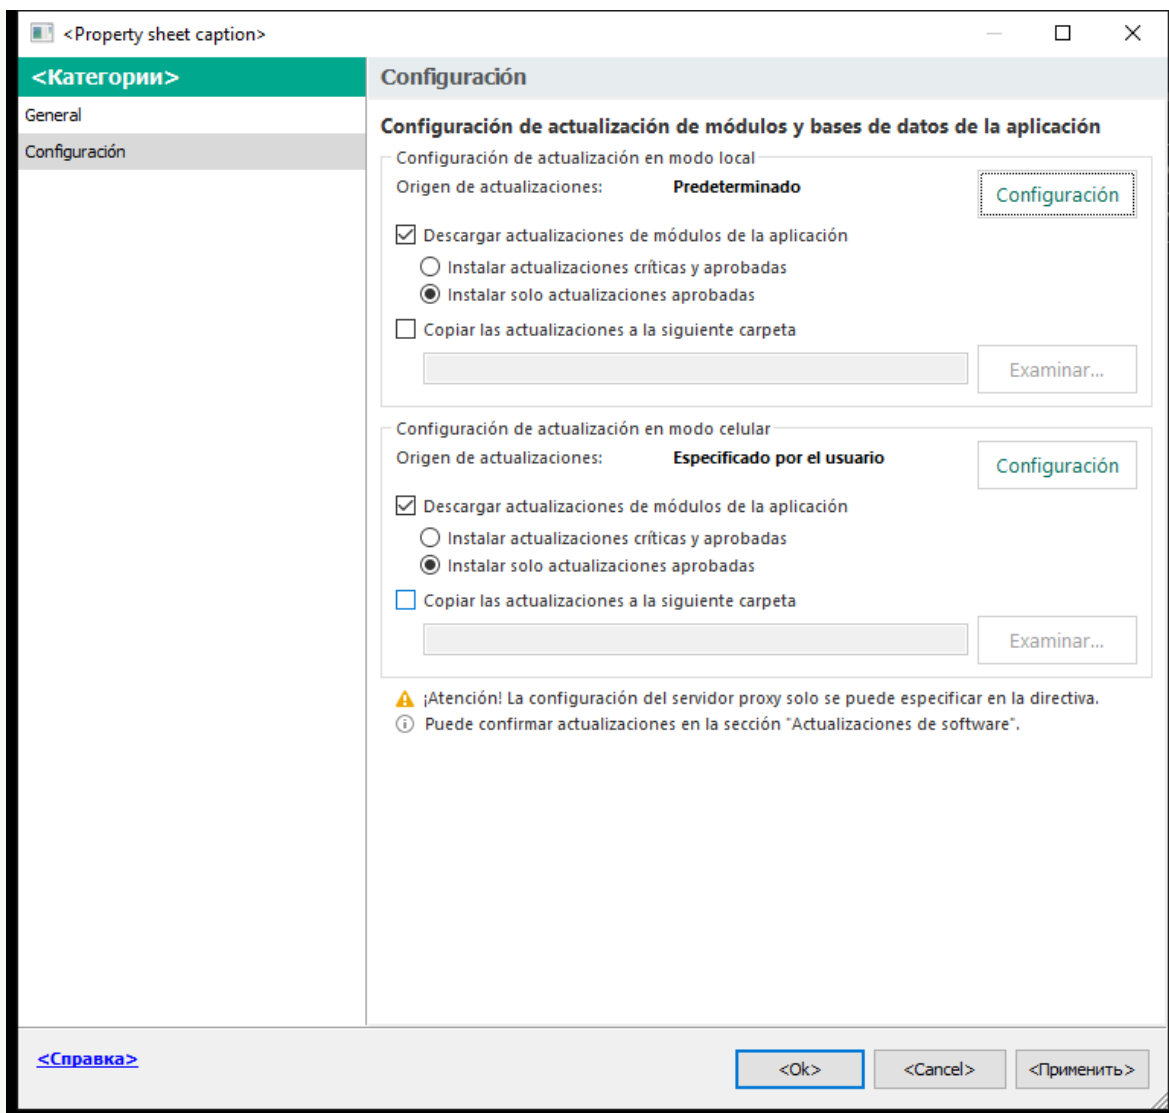 <Property sheet caption>
<Категории>
General
Configuración
Configuración
Configuración de actualización de módulos y bases de datos de la aplicación
Configuración de actualización en modo local
Origen de actualizaciones: Predeterminado
Configuración
Descargar actualizaciones de módulos de la aplicación
Instalar actualizaciones críticas y aprobadas
Instalar solo actualizaciones aprobadas
Copiar las actualizaciones a la siguiente carpeta
Examinar...
Configuración de actualización en modo celular
Origen de actualizaciones: Especificado por el usuario
Configuración
Descargar actualizaciones de módulos de la aplicación
Instalar actualizaciones críticas y aprobadas
Instalar solo actualizaciones aprobadas
Copiar las actualizaciones a la siguiente carpeta
Examinar...
¡Atención! La configuración del servidor proxy solo se puede especificar en la directiva.
Puede confirmar actualizaciones en la sección "Actualizaciones de software".
<Справка>
<Ok> <Cancel> <Применить>